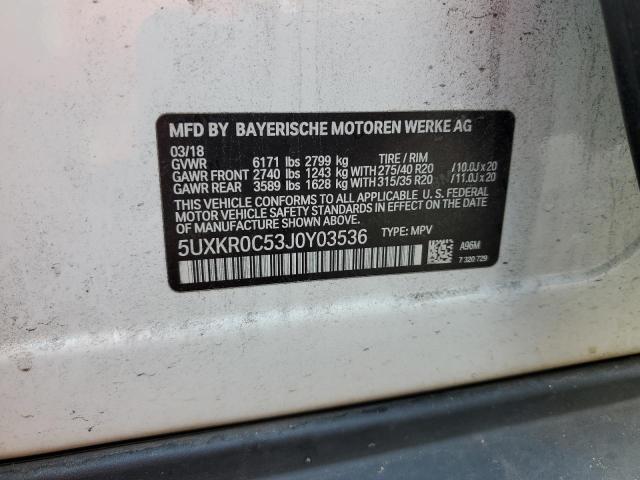 MFD BY BAYERISCHE MOTOREN WERKE AG
03/18
GVWR 6171 lbs 2799 kg TIRE / RIM
GAWR FRONT 2740 lbs 1243 kg WITH 275/40 R20 /10.0J x 20
GAWR REAR 3589 lbs 1628 kg WITH 315/35 R20 /11.0J x 20
THIS VEHICLE CONFORMS TO ALL APPLICABLE FEDERAL
MOTOR VEHICLE SAFETY STANDARDS IN EFFECT ON THE DATE
OF MANUFACTURE SHOWN ABOVE.
5UXKR0C53J0Y03536 TYPE: MPV
A96M
7 320 729